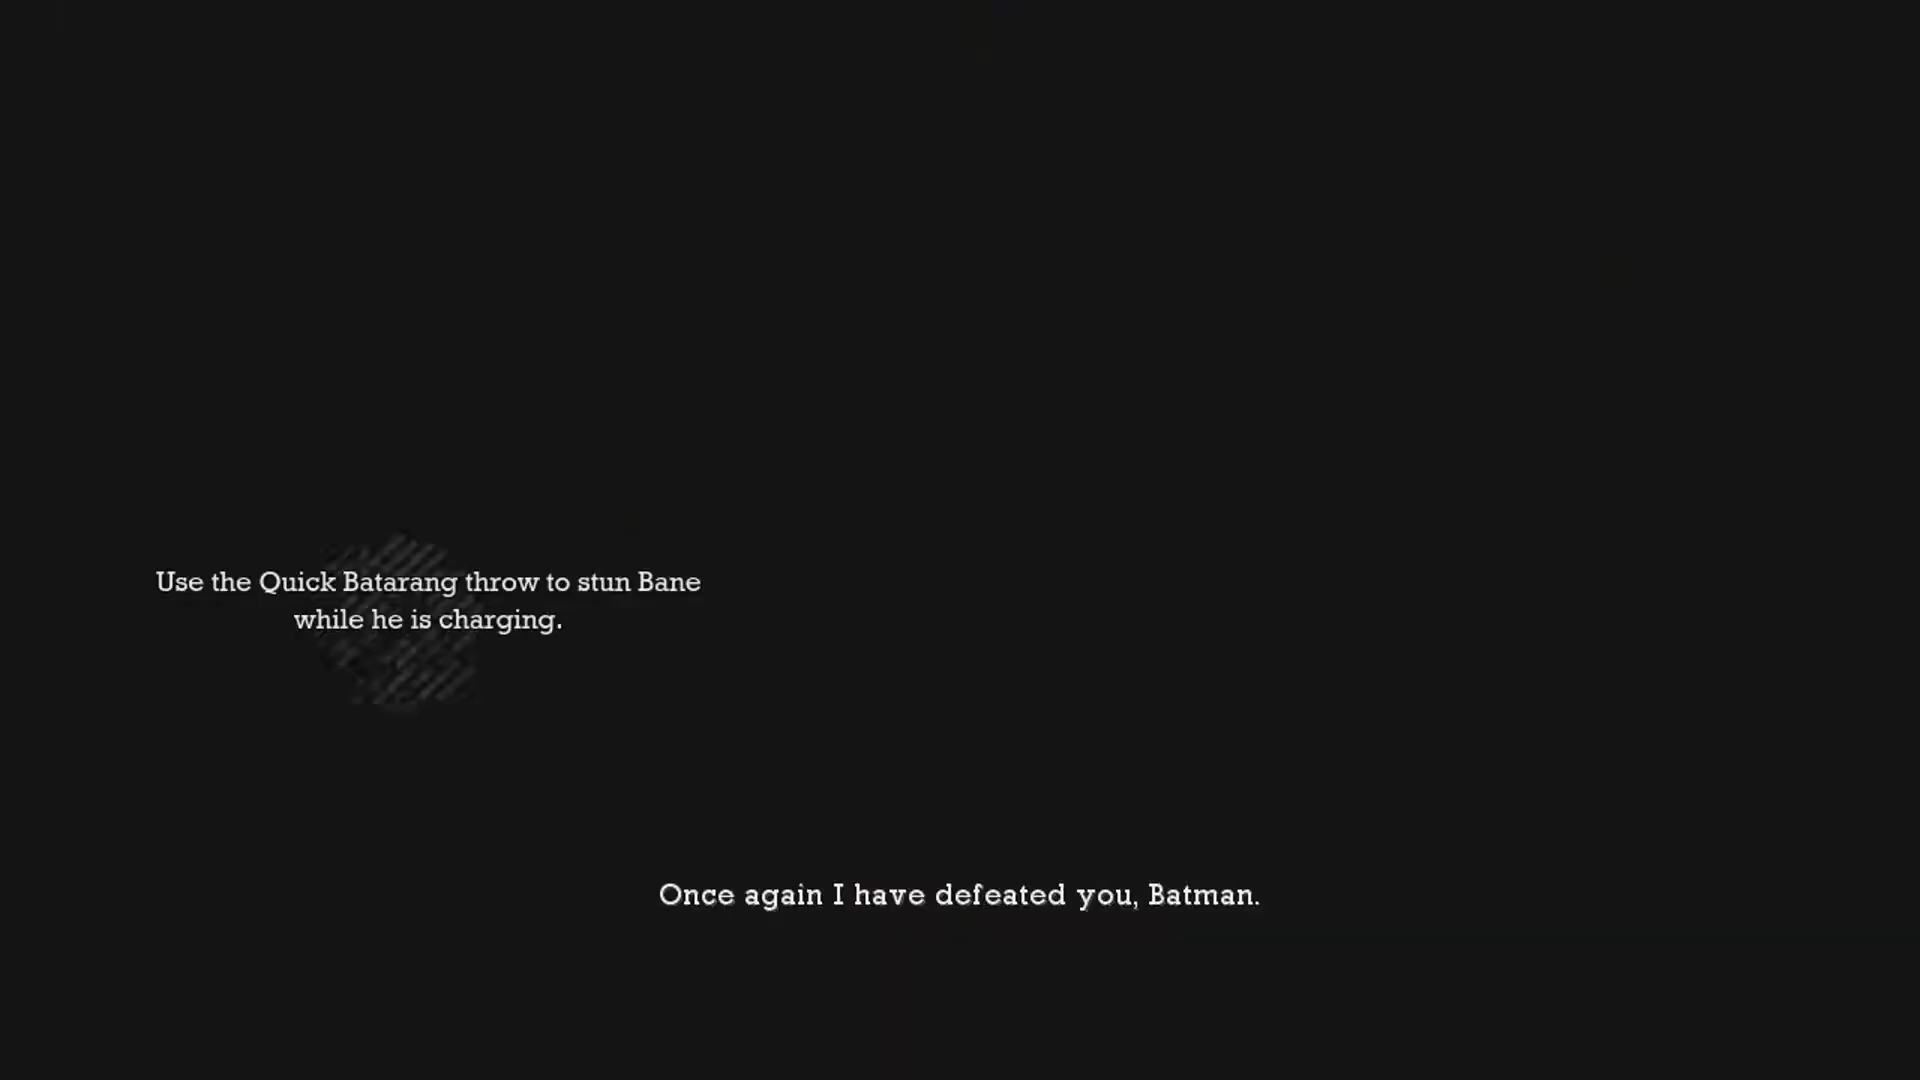 Use the Quick Batarang throw to stun Bane
while he is charging.
Once again I have defeated you, Batman.